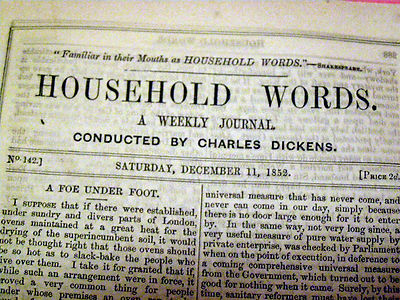 "Familiar in their Mouths as HOUSEHOLD WORDS."—SHAKESPEARE.
HOUSEHOLD WORDS.
A WEEKLY JOURNAL.
CONDUCTED BY CHARLES DICKENS.
No. 142.] SATURDAY, DECEMBER 11, 1852. [PRICE 2d.
A FOE UNDER FOOT.
I SUPPOSE that if there were established,
under sundry and divers parts of London,
ovens maintained at a great heat for the
drying of the superincumbent soil, it would
not be thought right that those ovens should
be so hot as to slack-bake the people who
live over them. I take it for granted that if,
while such an arrangement were in force, it
proved a very common thing for people
under whose premises an oven
universal measure that has never come, and
never can come in our day, simply because
there is no door large enough for it to enter
by. In the same way, not very long since, a
very useful measure of pure water supply by
private enterprise, was checked by Parliament
when on the point of execution, in deference to
a coming comprehensive universal measure
from the Government, which turned out to be
good for nothing when it came. Surely, by this
time, sanitary reformers must have